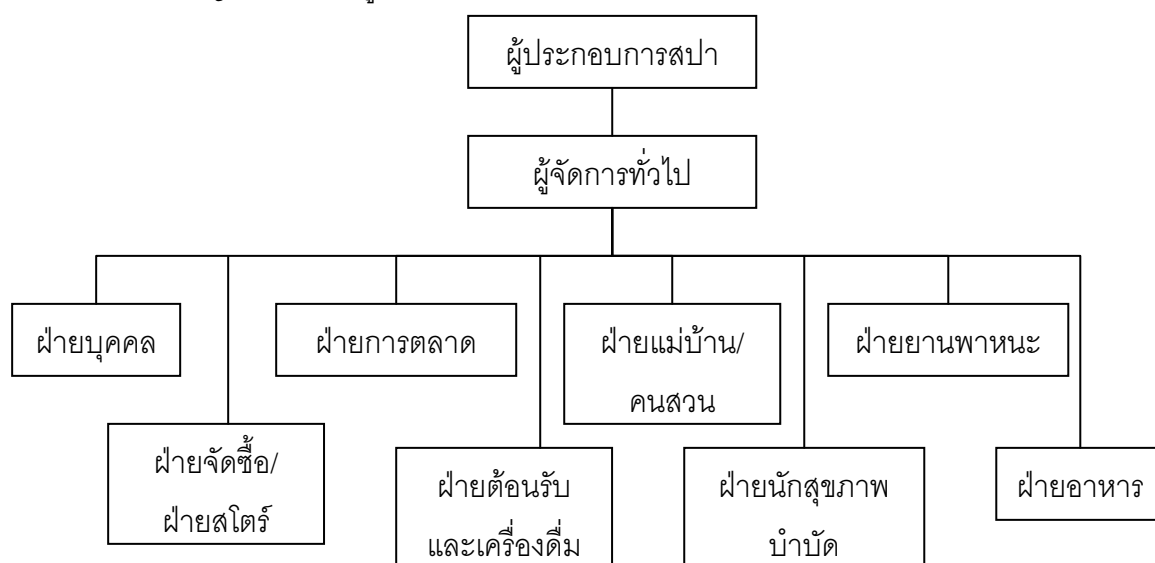 ผู้ประกอบการสปา
ผู้จัดการทั่วไป
ฝ่ายบุคคล
ฝ่ายการตลาด
ฝ่ายแม่บ้าน/
คนสวน
ฝ่ายยานพาหนะ
ฝ่ายจัดซื้อ/
ฝ่ายสโตร์
ฝ่ายต้อนรับ
และเครื่องดื่ม
ฝ่ายนักสุขภาพ
บำบัด
ฝ่ายอาหาร